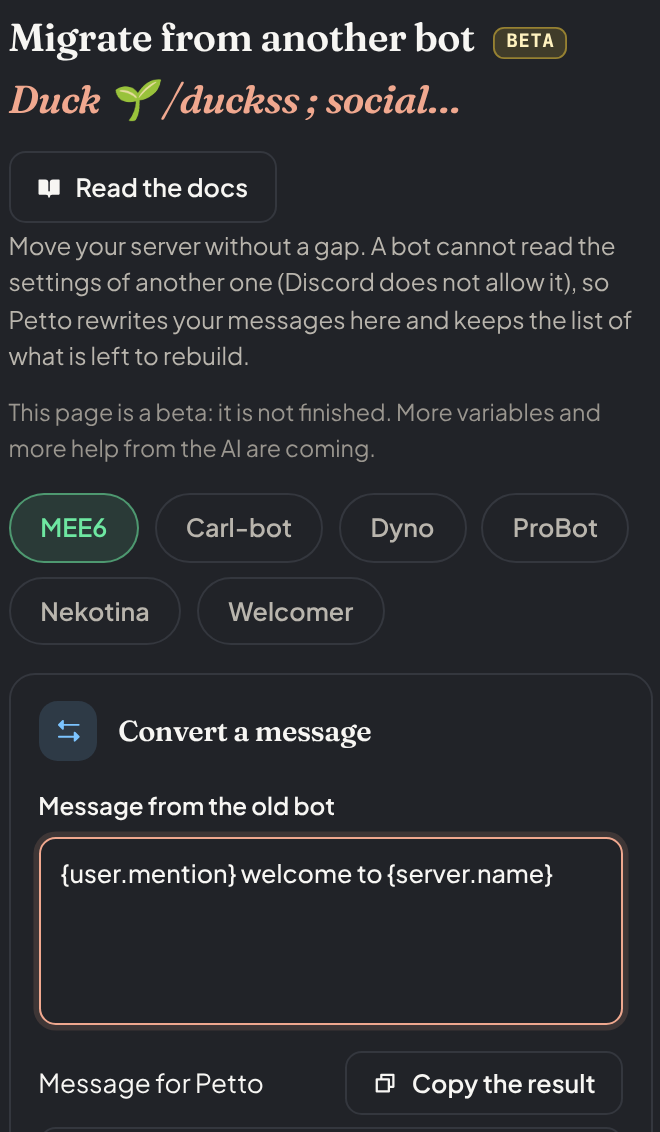 Migrate from another bot BETA
Duck 🌱/duckss ; social...
Read the docs
Move your server without a gap. A bot cannot read the
settings of another one (Discord does not allow it), so
Petto rewrites your messages here and keeps the list of
what is left to rebuild.
This page is a beta: it is not finished. More variables and
more help from the AI are coming.
MEE6 Carl-bot Dyno ProBot
Nekotina Welcomer
Convert a message
Message from the old bot
{user.mention} welcome to {server.name}
Message for Petto Copy the result